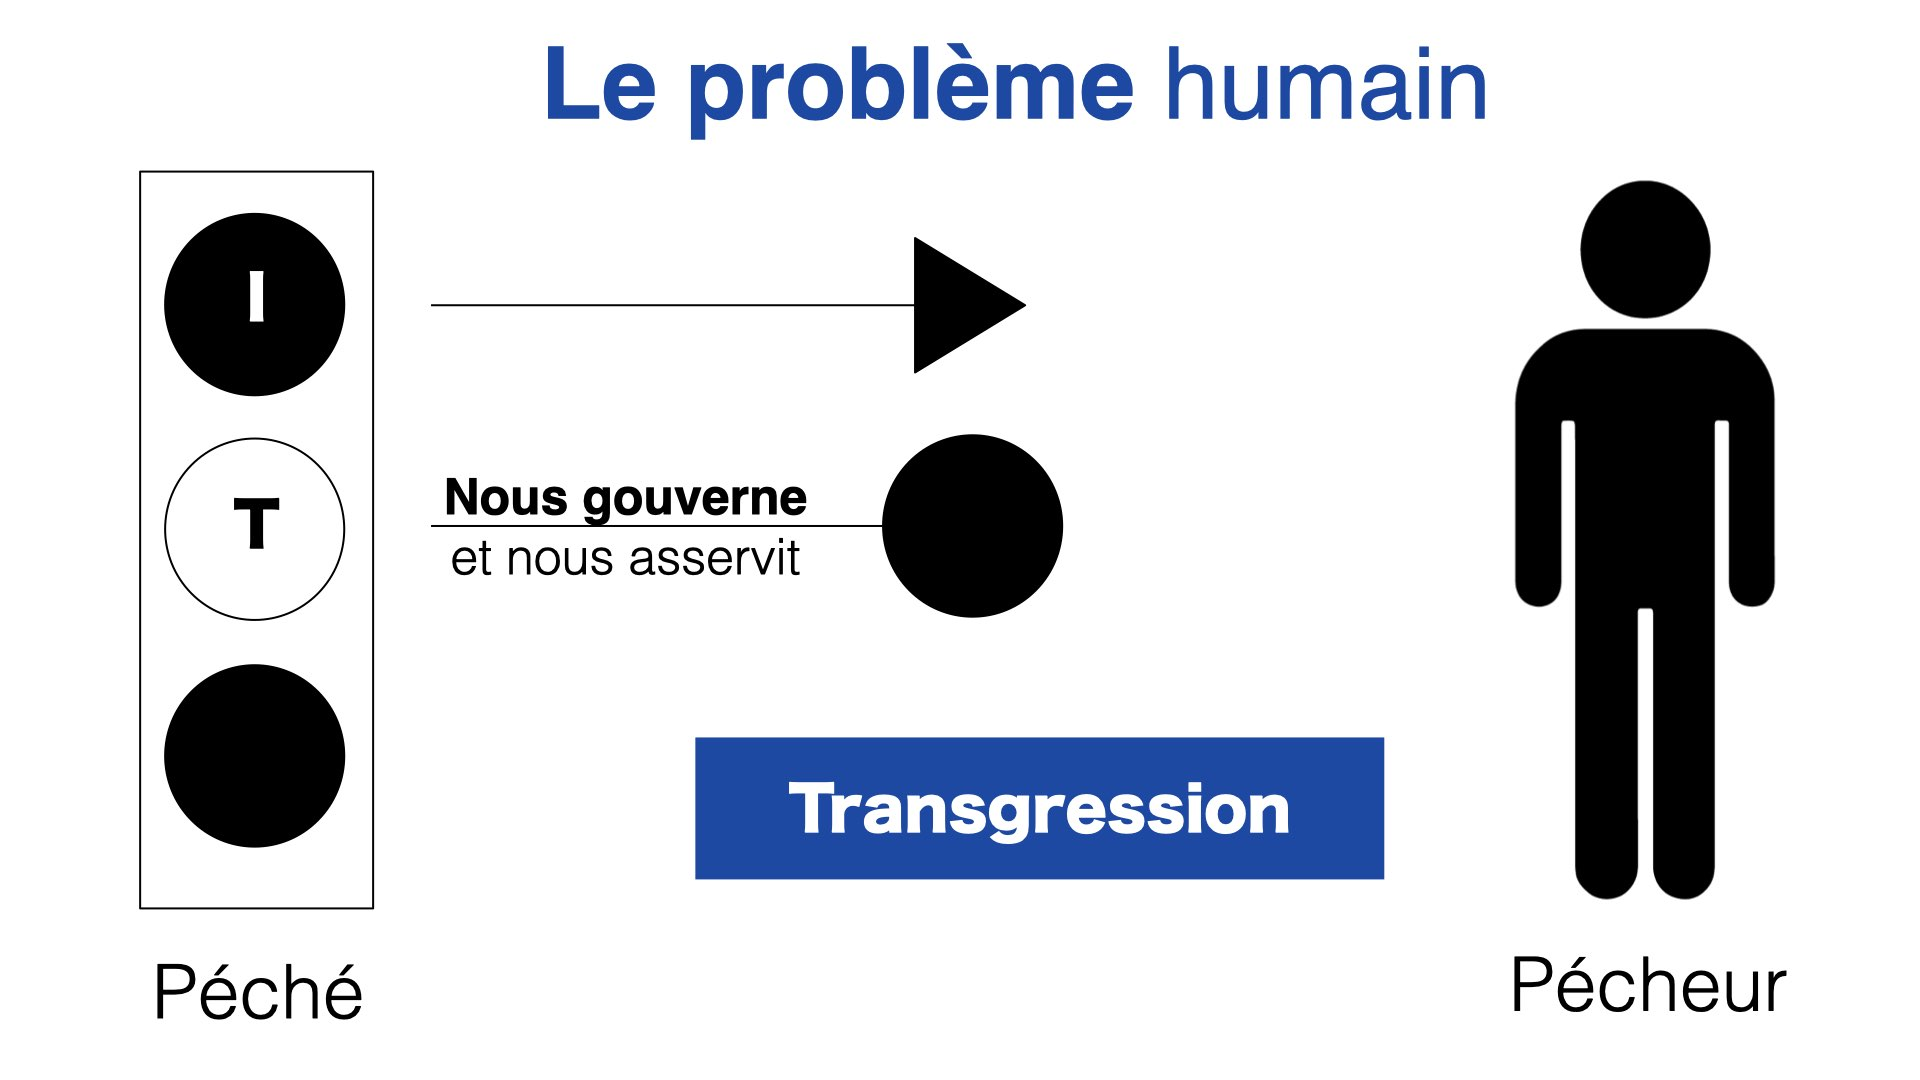 Le problème humain
I
T
Nous gouverne
et nous asservit
Transgression
Péché
Pécheur